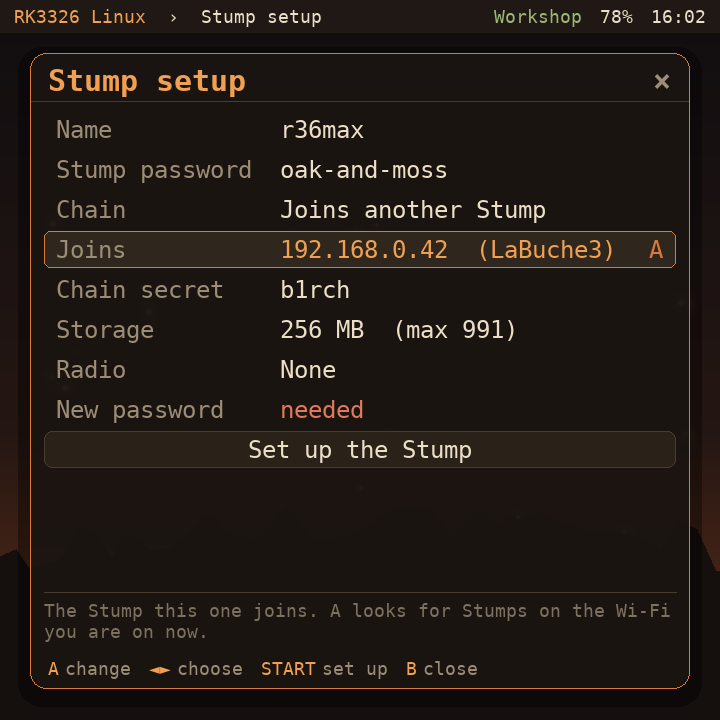 RK3326 Linux › Stump setup Workshop 78% 16:02
Stump setup ×
Name r36max
Stump password oak-and-moss
Chain Joins another Stump
Joins 192.168.0.42 (LaBuche3) A
Chain secret b1rch
Storage 256 MB (max 991)
Radio None
New password needed
Set up the Stump
The Stump this one joins. A looks for Stumps on the Wi-Fi
you are on now.
A change ◄► choose START set up B close